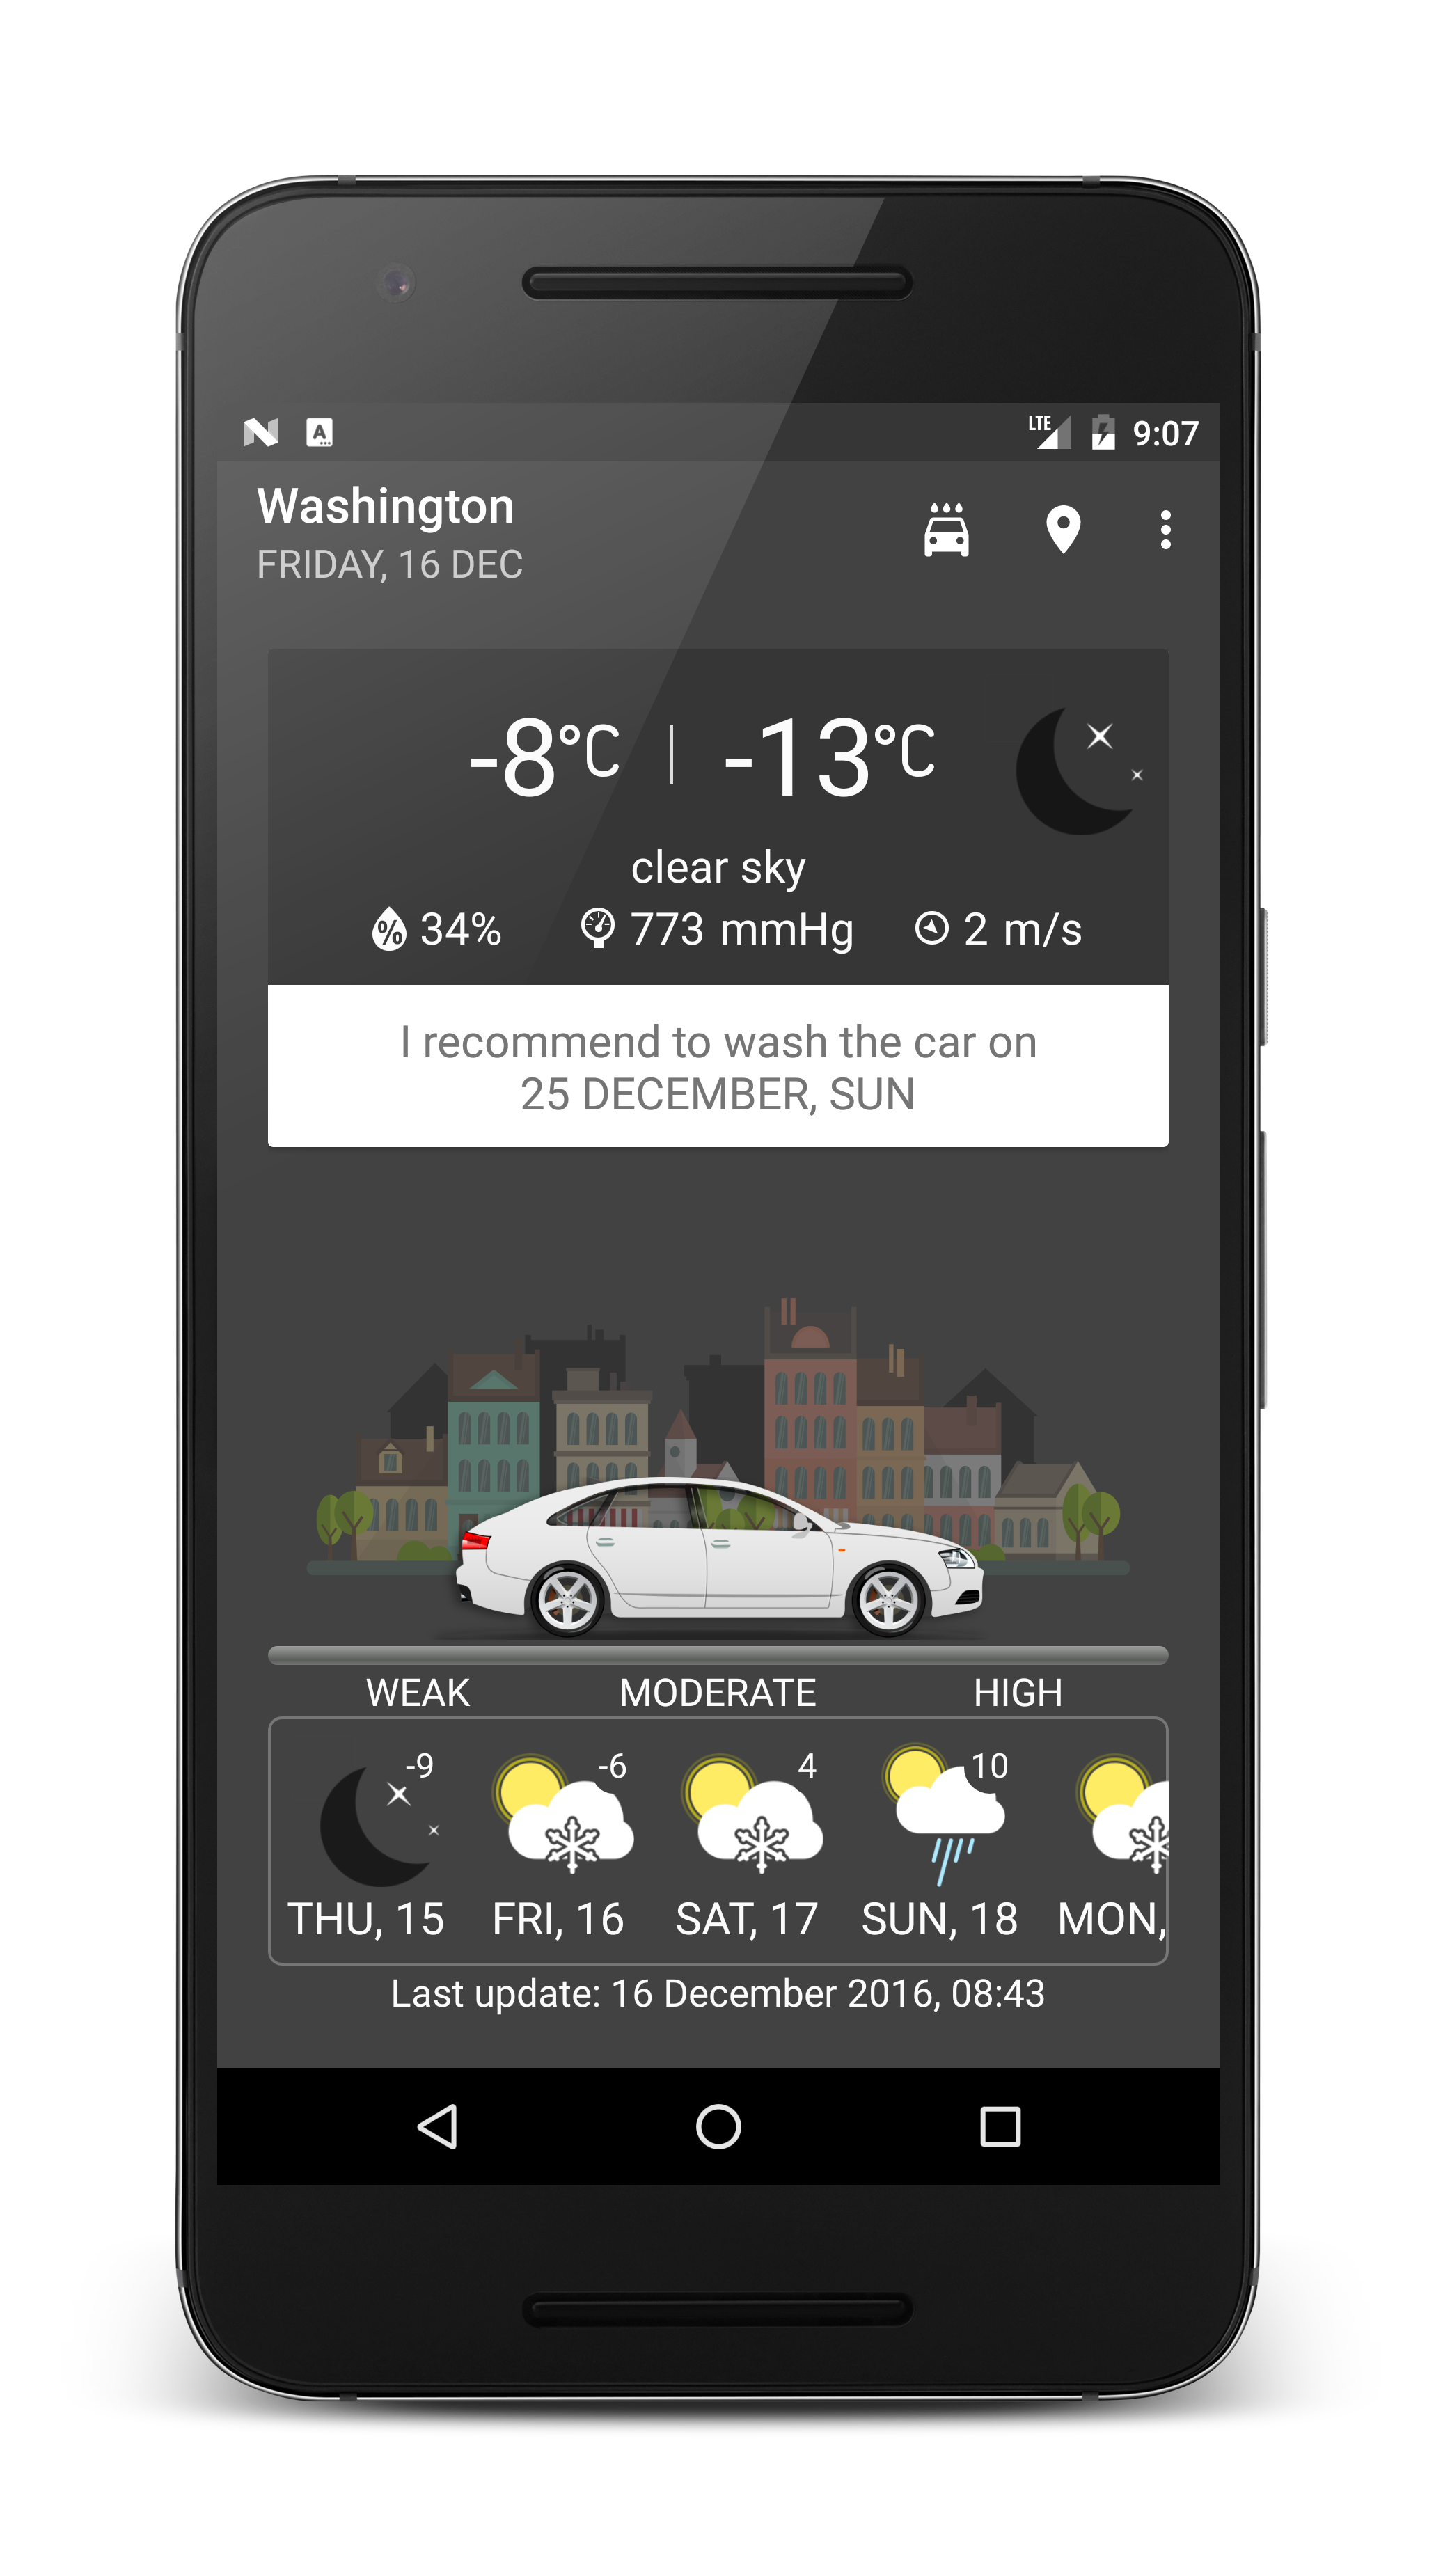 LTE 9:07
Washington
FRIDAY, 16 DEC
-8°C | -13°C
clear sky
% 34% 773 mmHg 2 m/s
I recommend to wash the car on
25 DECEMBER, SUN
WEAK MODERATE HIGH
-9 -6 4 10
THU, 15 FRI, 16 SAT, 17 SUN, 18 MON,
Last update: 16 December 2016, 08:43